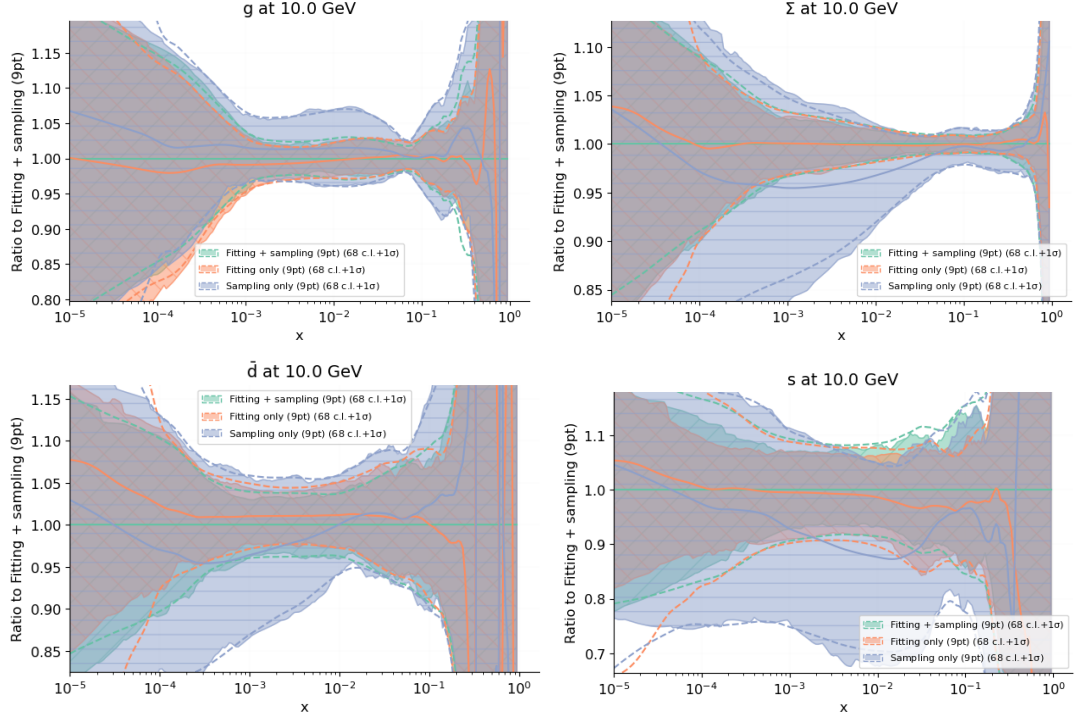 g at 10.0 GeV
Ratio to Fitting + sampling (9pt)
1.15
1.10
1.05
1.00
0.95
0.90
0.85
0.80
Fitting + sampling (9pt) (68 c.l.+1σ)
Fitting only (9pt) (68 c.l.+1σ)
Sampling only (9pt) (68 c.l.+1σ)
10⁻⁵ 10⁻⁴ 10⁻³ 10⁻² 10⁻¹ 10⁰
x
Σ at 10.0 GeV
Ratio to Fitting + sampling (9pt)
1.10
1.05
1.00
0.95
0.90
0.85
Fitting + sampling (9pt) (68 c.l.+1σ)
Fitting only (9pt) (68 c.l.+1σ)
Sampling only (9pt) (68 c.l.+1σ)
10⁻⁵ 10⁻⁴ 10⁻³ 10⁻² 10⁻¹ 10⁰
x
d̄ at 10.0 GeV
Ratio to Fitting + sampling (9pt)
1.15
1.10
1.05
1.00
0.95
0.90
0.85
Fitting + sampling (9pt) (68 c.l.+1σ)
Fitting only (9pt) (68 c.l.+1σ)
Sampling only (9pt) (68 c.l.+1σ)
10⁻⁵ 10⁻⁴ 10⁻³ 10⁻² 10⁻¹ 10⁰
x
s at 10.0 GeV
Ratio to Fitting + sampling (9pt)
1.1
1.0
0.9
0.8
0.7
Fitting + sampling (9pt) (68 c.l.+1σ)
Fitting only (9pt) (68 c.l.+1σ)
Sampling only (9pt) (68 c.l.+1σ)
10⁻⁵ 10⁻⁴ 10⁻³ 10⁻² 10⁻¹ 10⁰
x